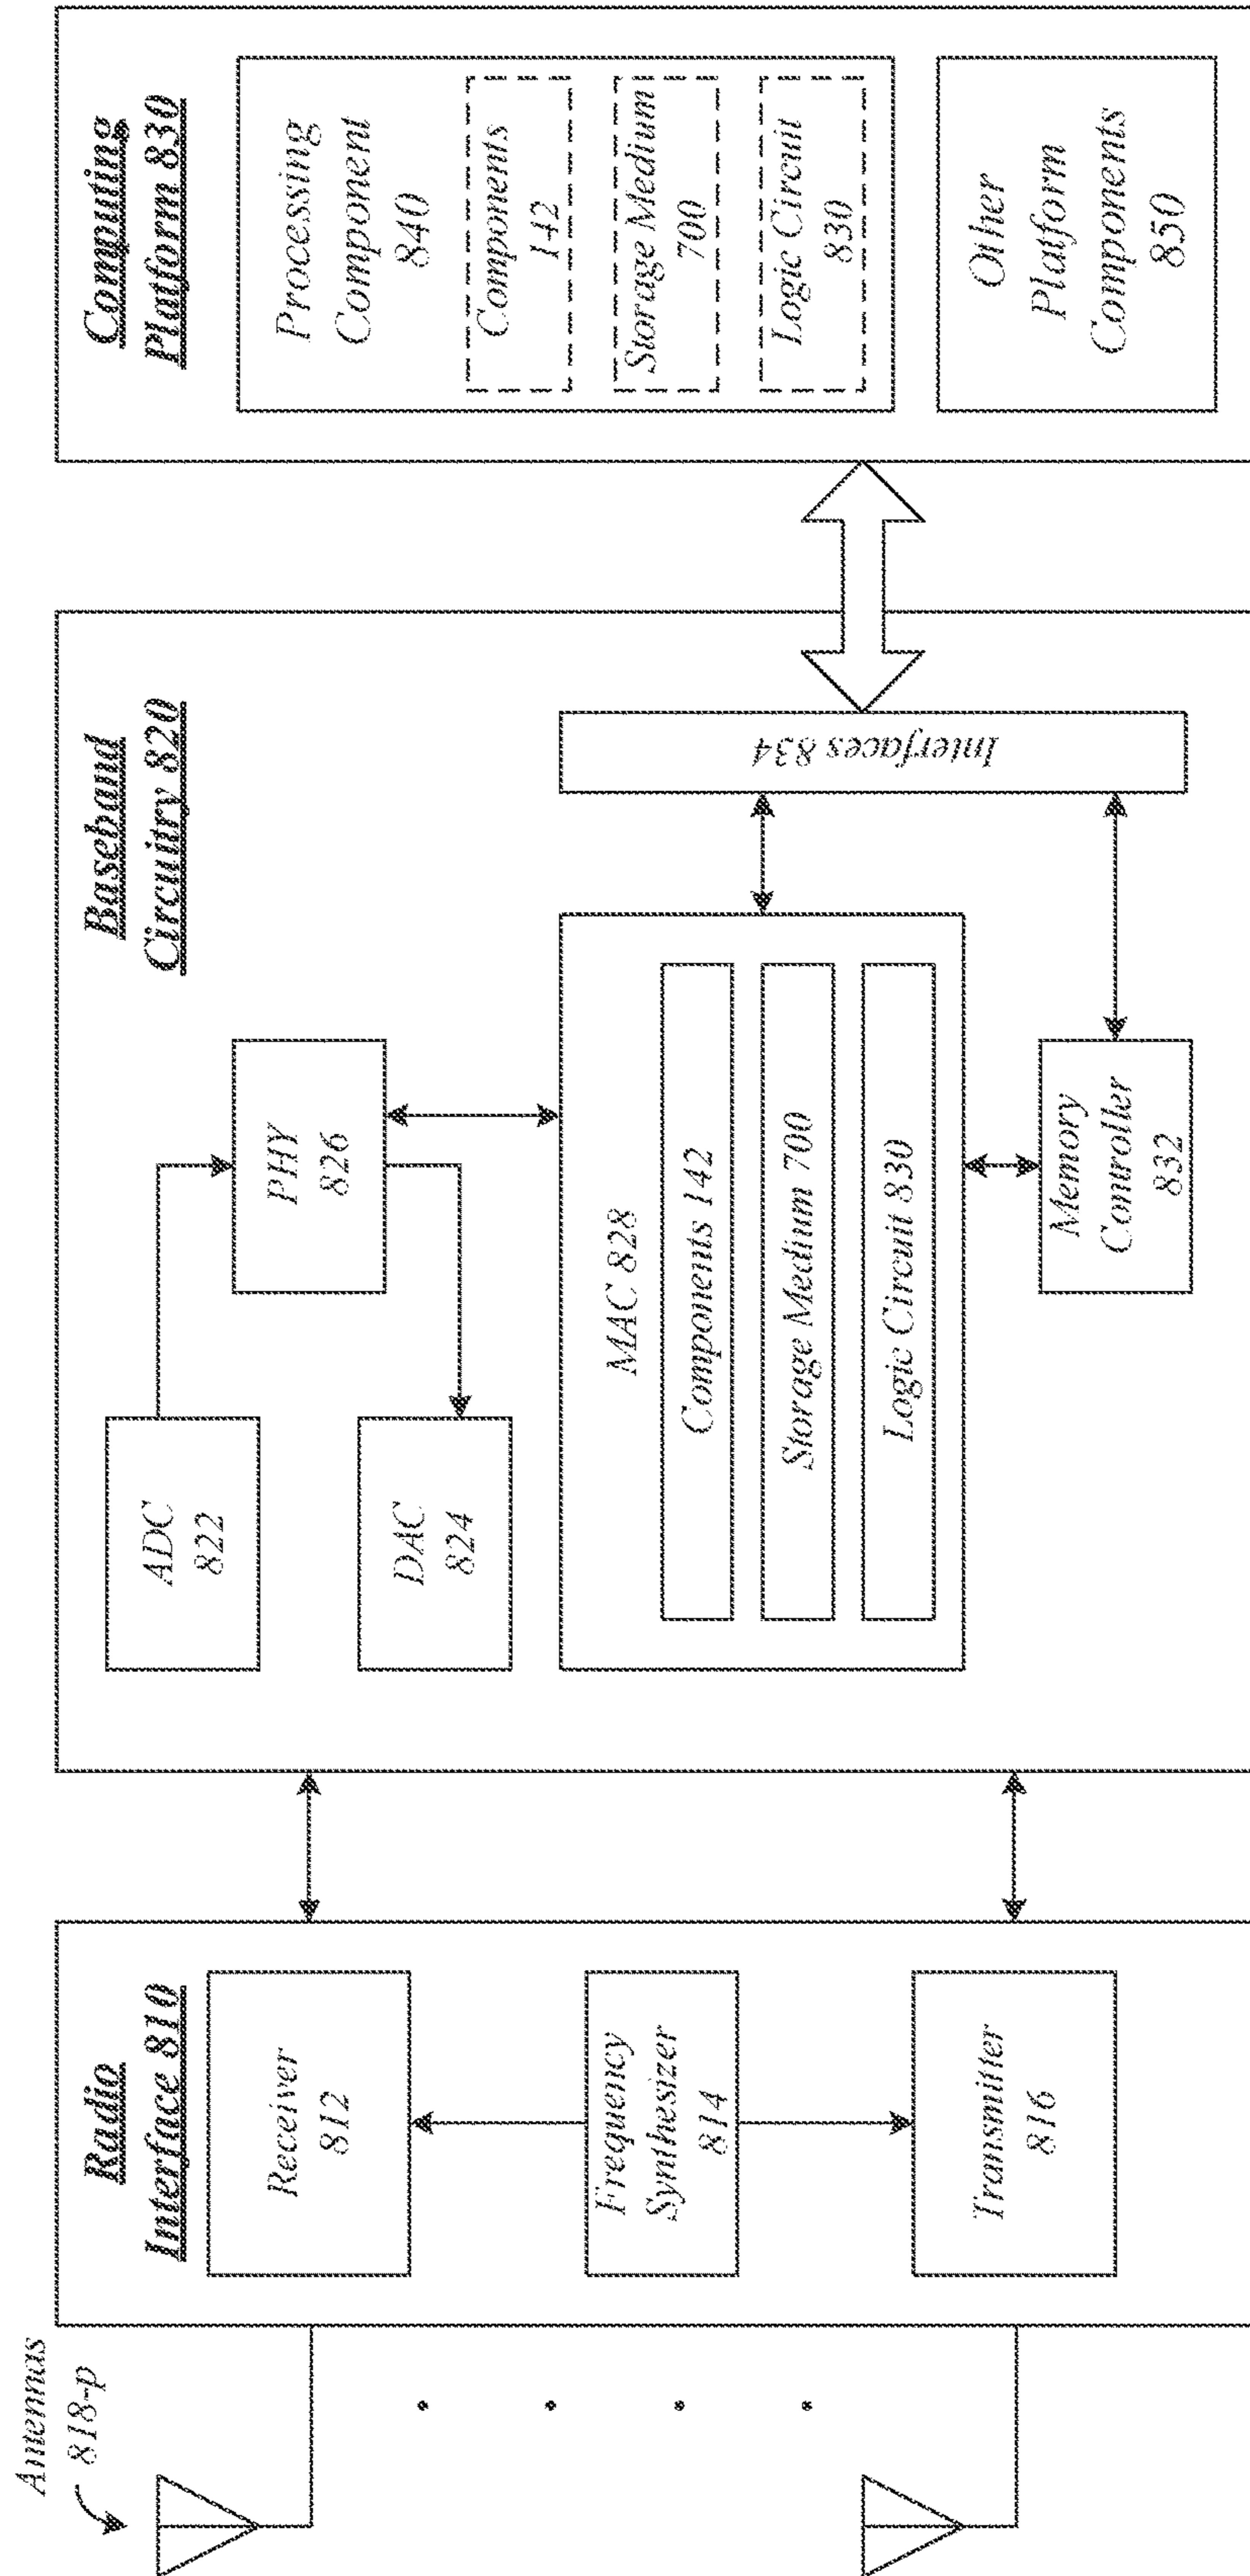 Antennas
818-p
Radio
Interface 810
Receiver
812
Frequency
Synthesizer
814
Transmitter
816
Baseband
Circuitry 820
ADC
822
PHY
826
DAC
824
MAC 828
Components 142
Storage Medium 700
Logic Circuit 830
Memory
Controller
832
Interfaces 834
Computing
Platform 830
Processing
Component
840
Components
142
Storage Medium
700
Logic Circuit
830
Other
Platform
Components
850